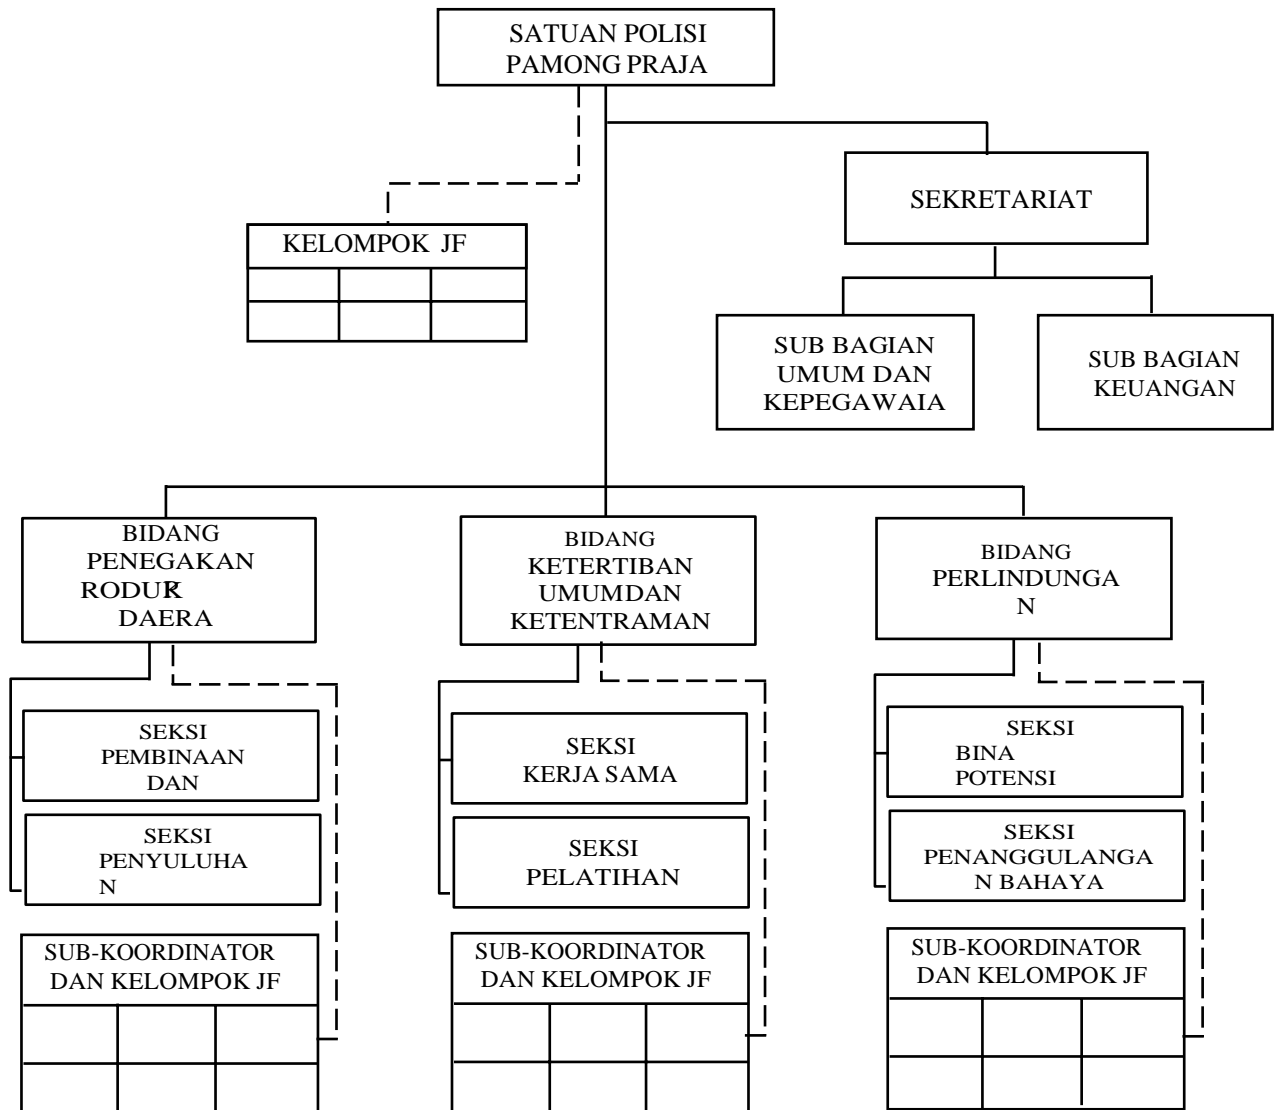 SATUAN POLISI
PAMONG PRAJA
SEKRETARIAT
KELOMPOK JF
SUB BAGIAN
UMUM DAN
KEPEGAWAIA
SUB BAGIAN
KEUANGAN
BIDANG
PENEGAKAN
DAERA
BIDANG
KETERTIBAN
UMUMDAN
KETENTRAMAN
BIDANG
PERLINDUNGA
N
SEKSI
PEMBINAAN
DAN
SEKSI
PENYULUHA
N
SUB-KOORDINATOR
DAN KELOMPOK JF
SEKSI
KERJA SAMA
SEKSI
PELATIHAN
SUB-KOORDINATOR
DAN KELOMPOK JF
SEKSI
BINA
POTENSI
SEKSI
PENANGGULANGA
N BAHAYA
SUB-KOORDINATOR
DAN KELOMPOK JF